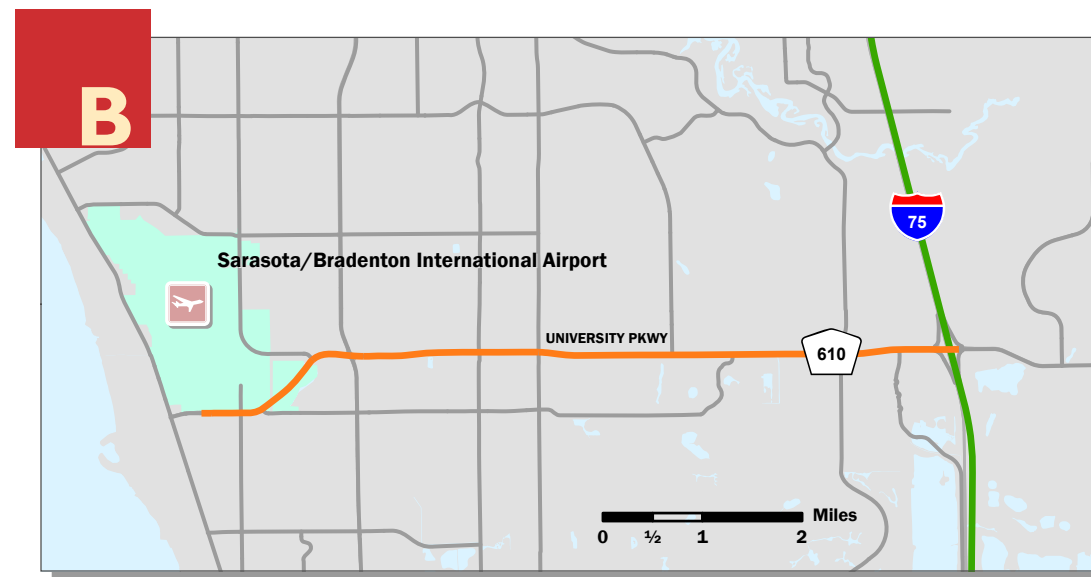 B
75
Sarasota/Bradenton International Airport
UNIVERSITY PKWY
610
Miles
0 ½ 1 2